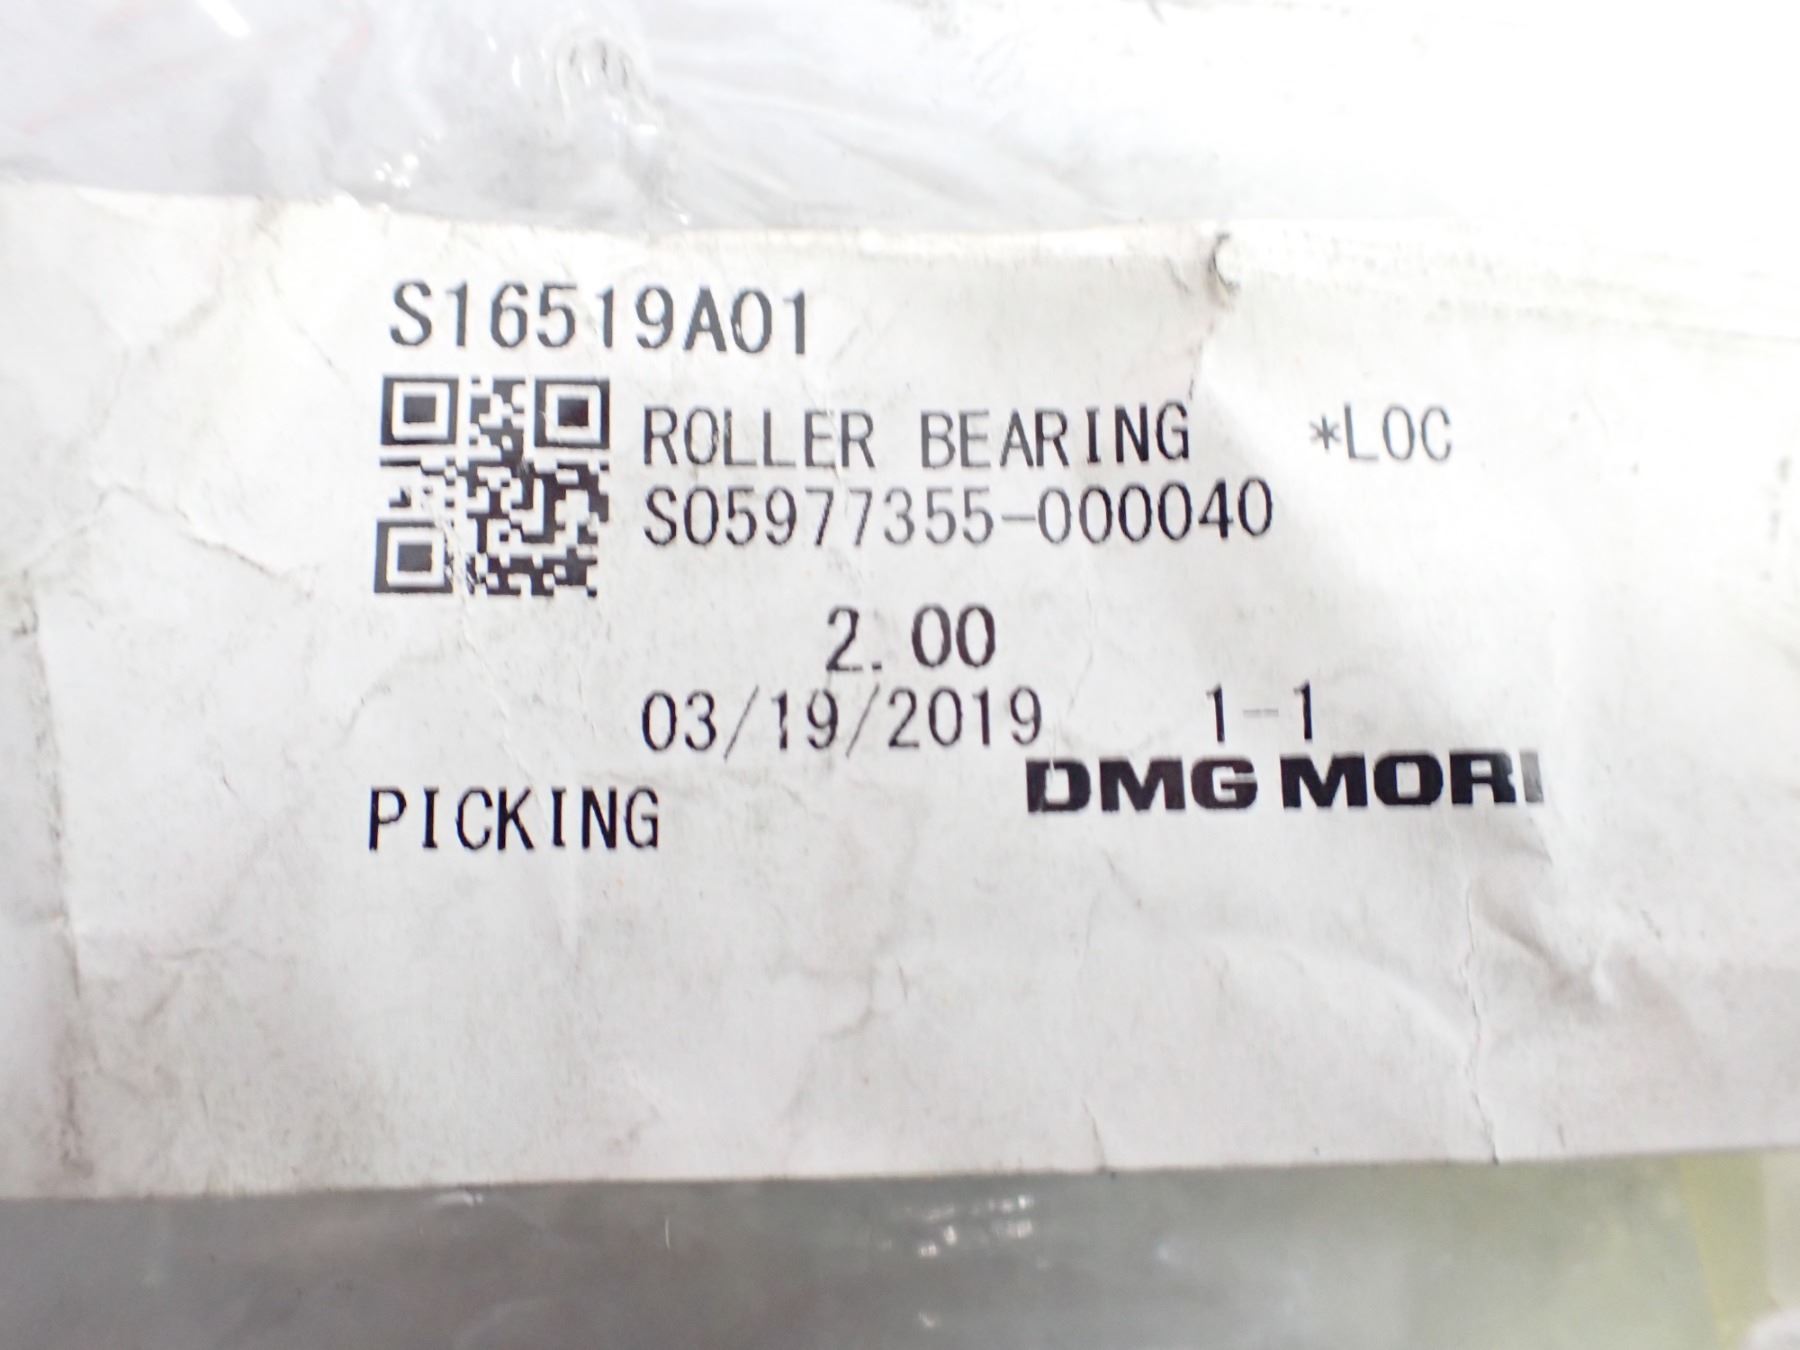 S16519A01
ROLLER BEARING *LOC
S05977355-000040
2.00
03/19/2019 1-1
DMG MORI
PICKING